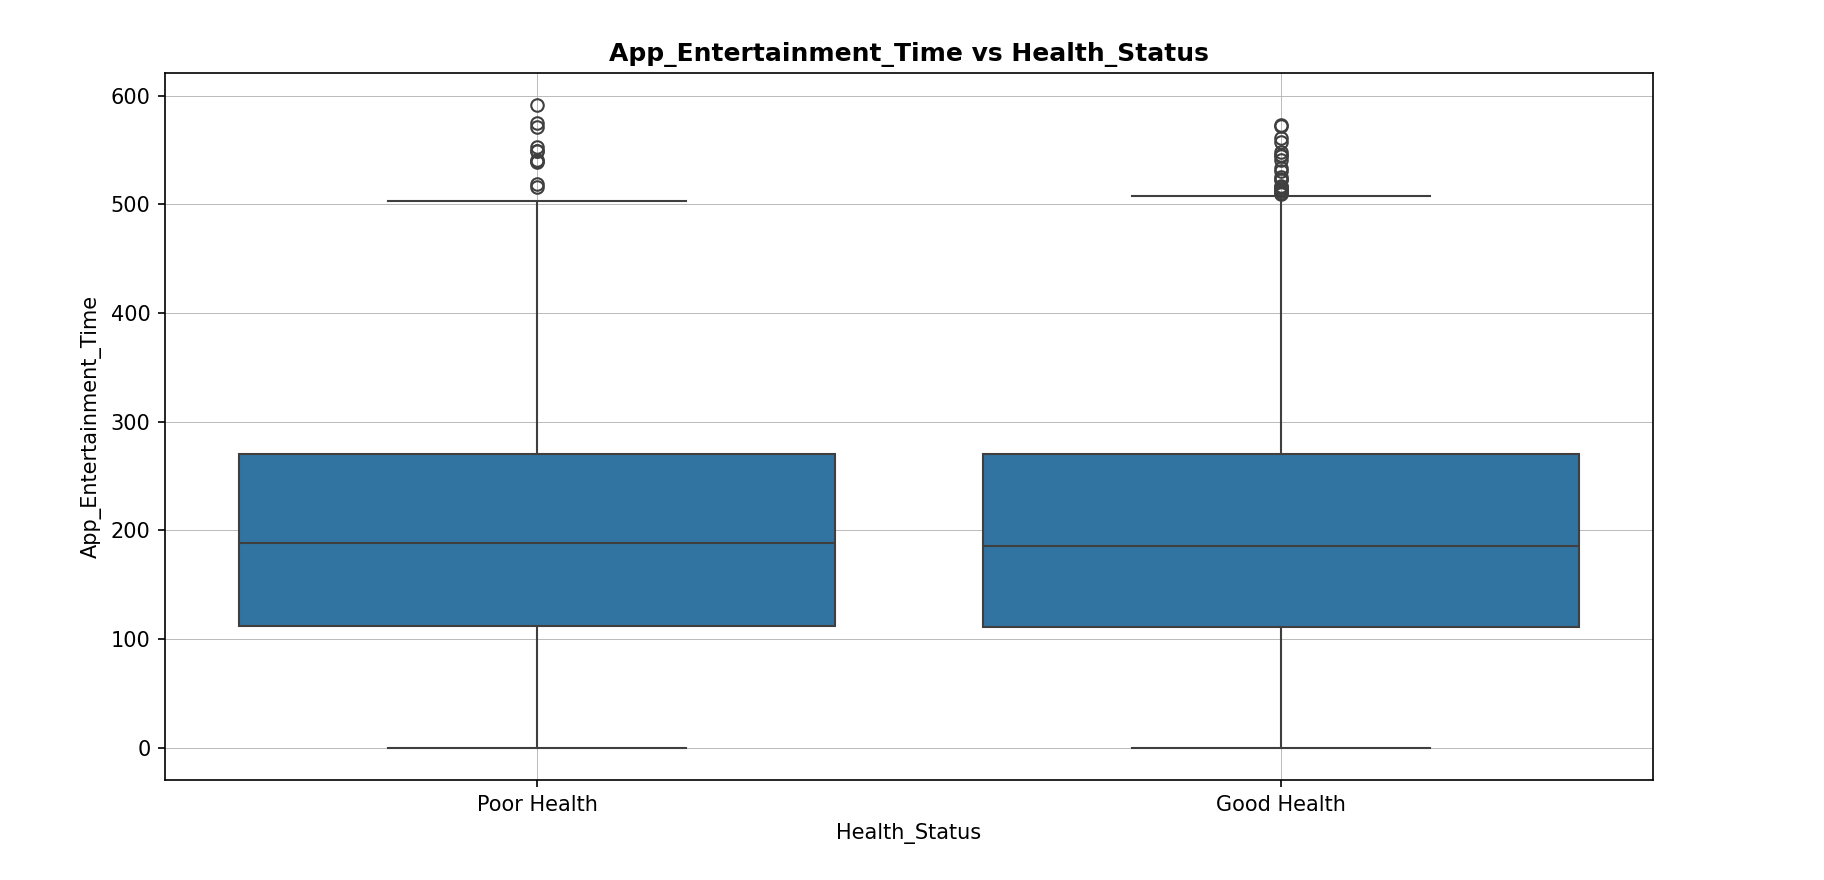 App_Entertainment_Time vs Health_Status
600
500
400
300
200
100
0
App_Entertainment_Time
Poor Health
Good Health
Health_Status